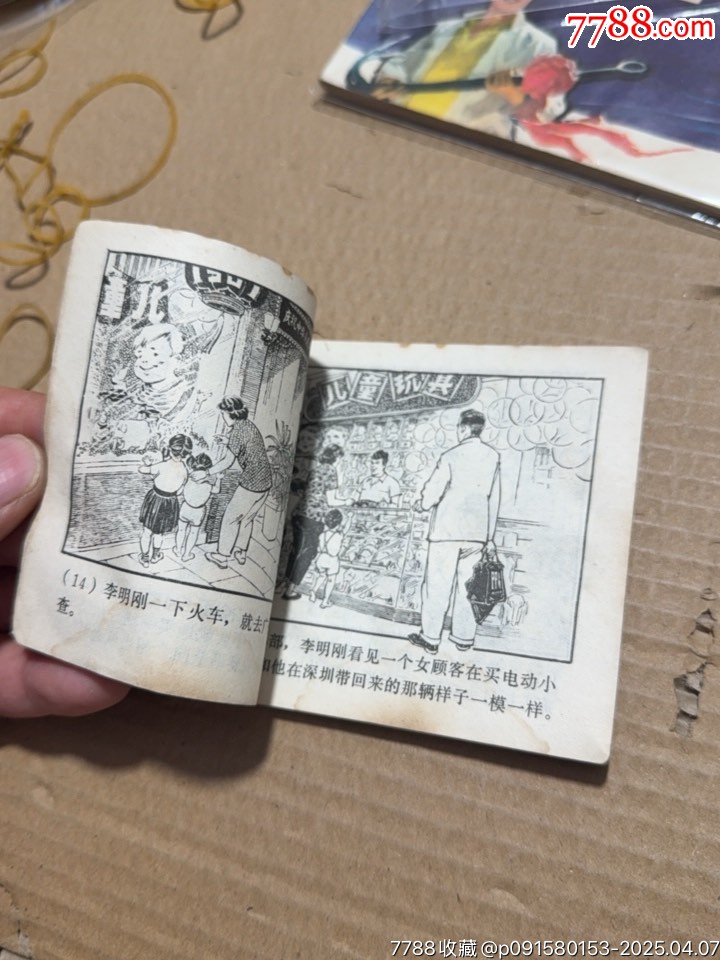 7788.com
儿童玩具
(14) 李明刚一下火车，就去广
查。
部，李明刚看见一个女顾客在买电动小
和他在深圳带回来的那辆样子一模一样。
7788收藏@p091580153-2025.04.07